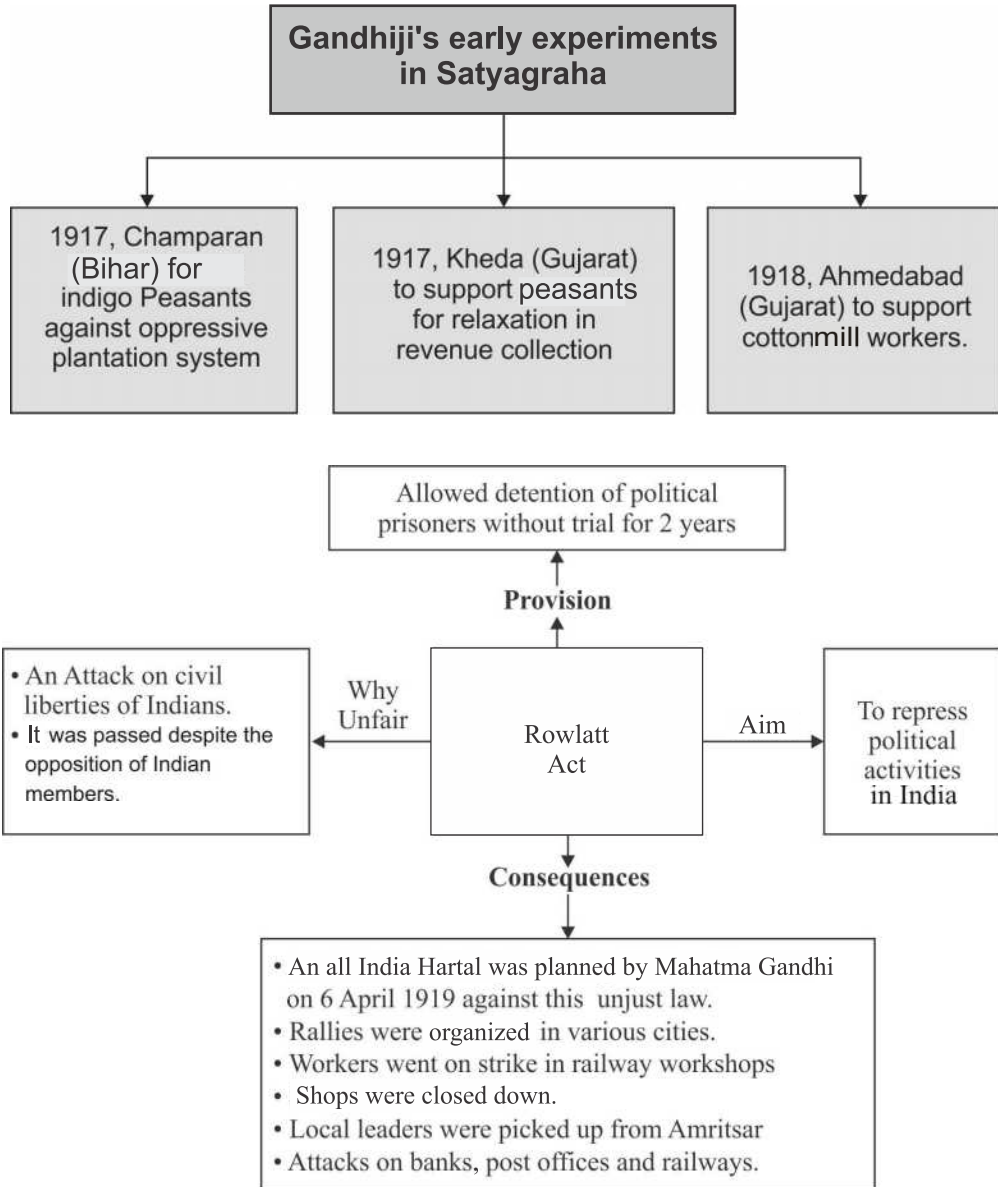 Gandhiji's early experiments
in Satyagraha
1917, Champaran
(Bihar) for
indigo Peasants
against oppressive
plantation system
1917, Kheda (Gujarat)
to support peasants
for relaxation in
revenue collection
1918, Ahmedabad
(Gujarat) to support
cottonmill workers.
Allowed detention of political
prisoners without trial for 2 years
Provision
• An Attack on civil
liberties of Indians.
• It was passed despite the
opposition of Indian
members.
Why
Unfair
Rowlatt
Act
Aim
To repress
political
activities
in India
Consequences
• An all India Hartal was planned by Mahatma Gandhi
on 6 April 1919 against this unjust law.
• Rallies were organized in various cities.
• Workers went on strike in railway workshops
• Shops were closed down.
• Local leaders were picked up from Amritsar
• Attacks on banks, post offices and railways.